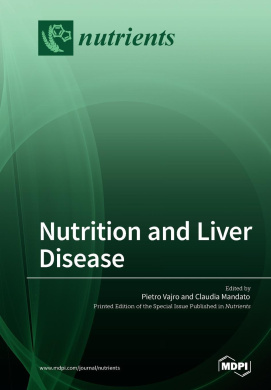 nutrients
Nutrition and Liver
Disease
Edited by
Pietro Vajro and Claudia Mandato
Printed Edition of the Special Issue Published in Nutrients
www.mdpi.com/journal/nutrients
MDPI